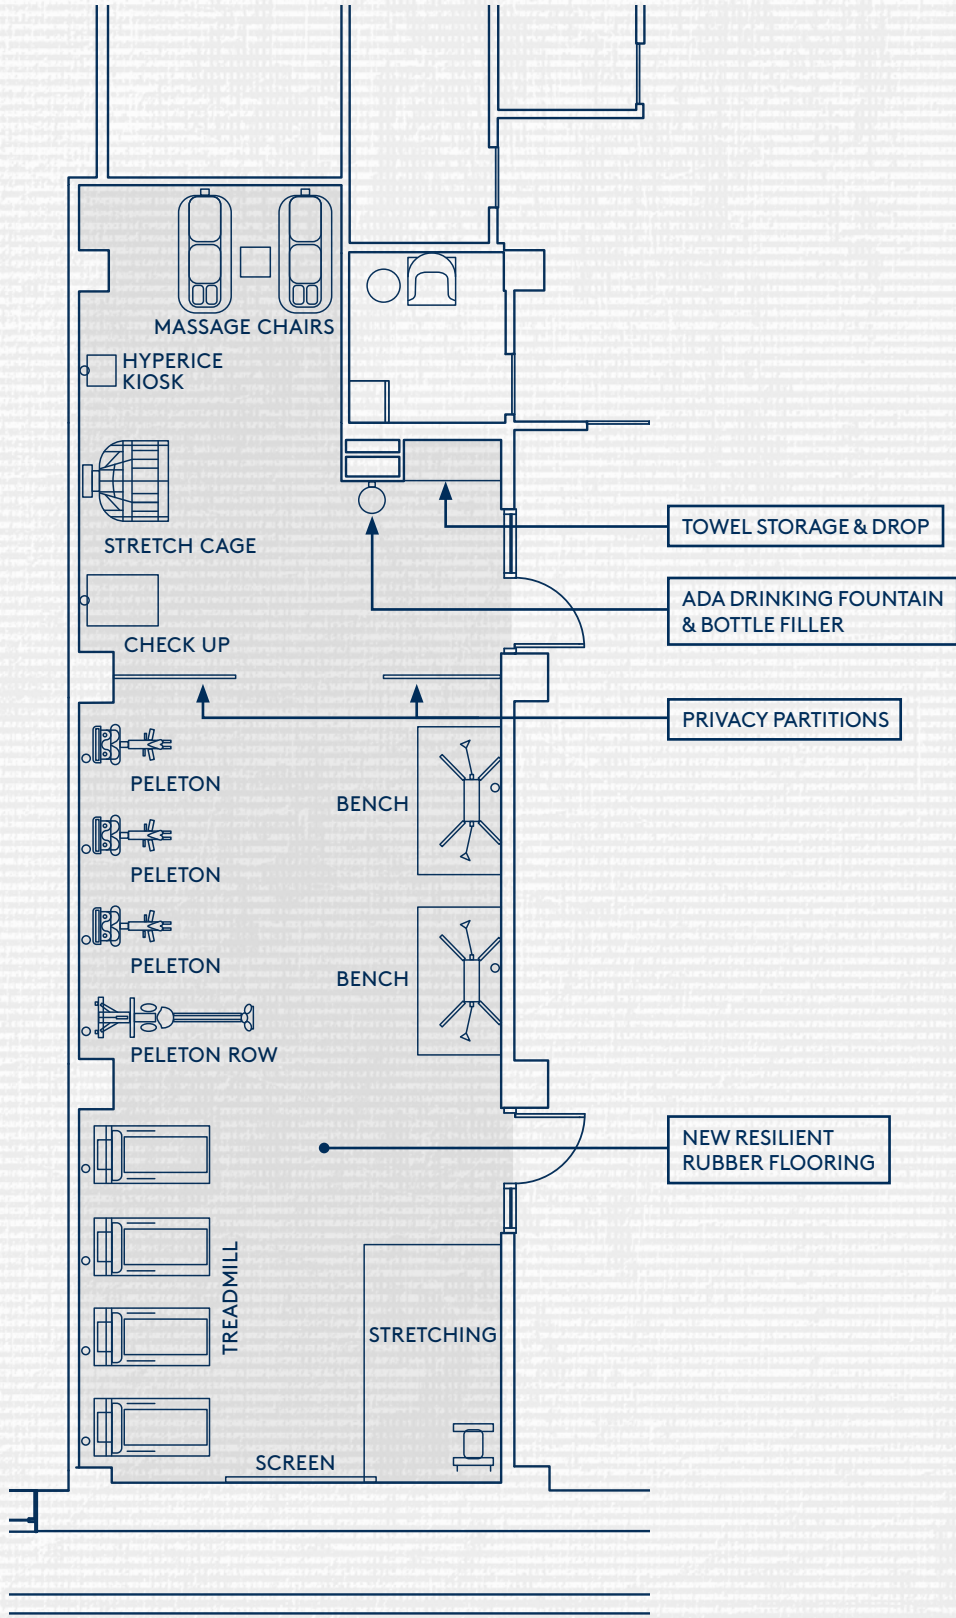 MASSAGE CHAIRS
HYPERICE
KIOSK
STRETCH CAGE
TOWEL STORAGE & DROP
ADA DRINKING FOUNTAIN
& BOTTLE FILLER
CHECK UP
PRIVACY PARTITIONS
PELETON
BENCH
PELETON
PELETON
BENCH
PELETON ROW
NEW RESILIENT
RUBBER FLOORING
TREADMILL
STRETCHING
SCREEN